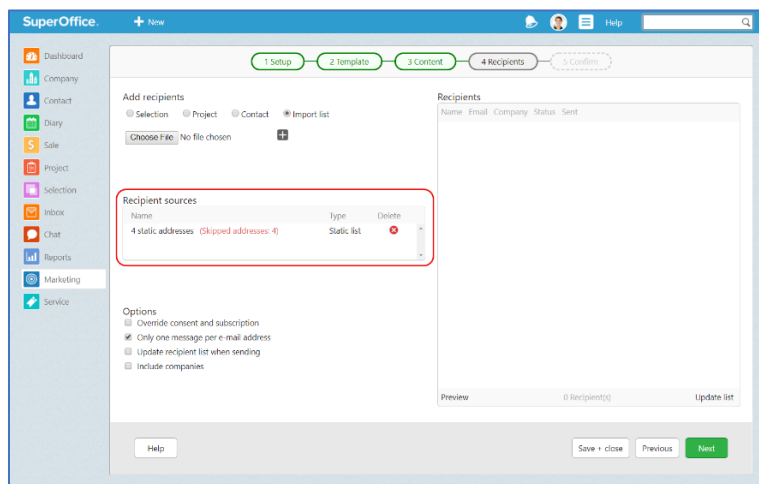 SuperOffice.
New
Help
Dashboard
Company
Contact
Diary
Sale
Project
Selection
Inbox
Chat
Reports
Marketing
Service
1 Setup
2 Template
3 Content
4 Recipients
5 Confirm
Add recipients
Selection Project Contact Import list
Choose File No file chosen
Recipient sources
Name Type Delete
4 static addresses (Skipped addresses: 4) Static list
Options
Override consent and subscription
Only one message per e-mail address
Update recipient list when sending
Include companies
Recipients
Name Email Company Status Sent
Preview 0 Recipient(s) Update list
Help
Save + close Previous Next